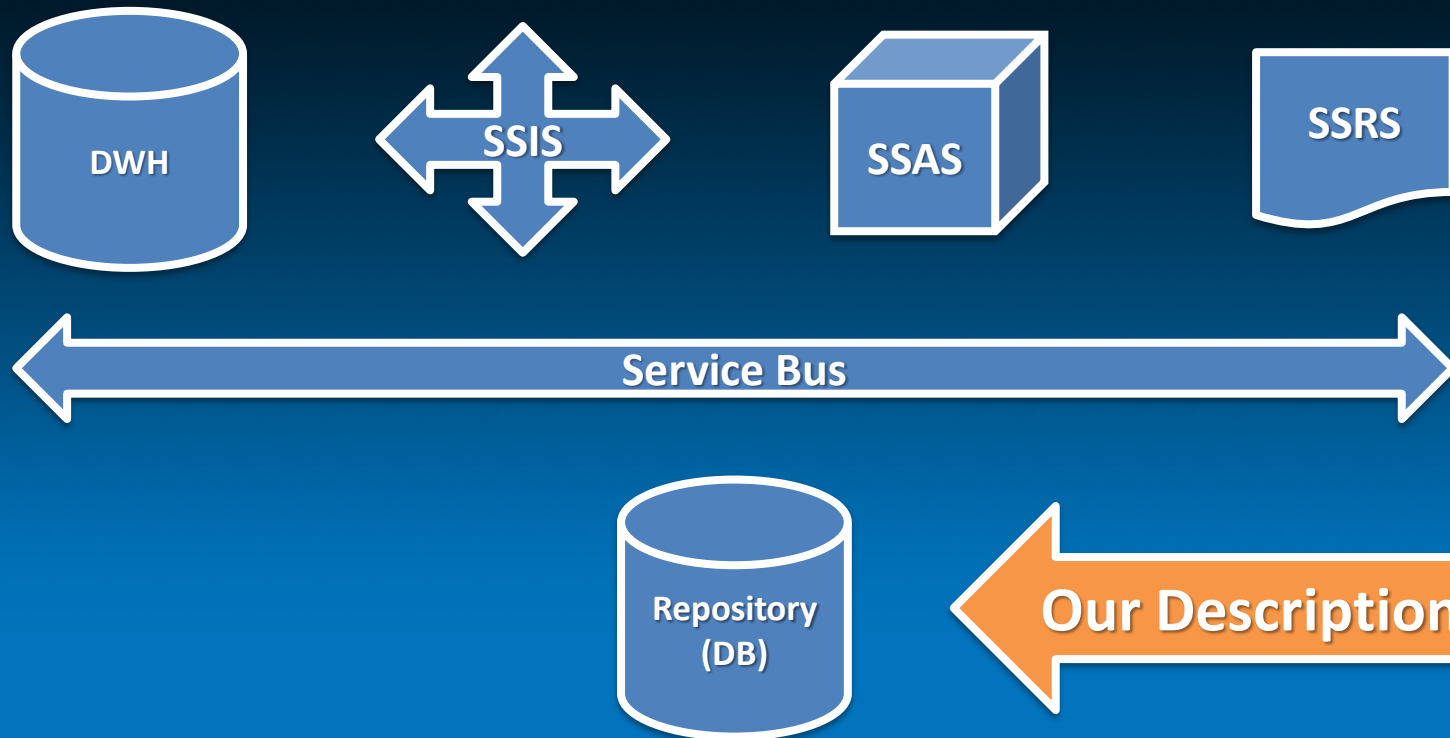 DWH
SSIS
SSAS
SSRS
Service Bus
Repository
(DB)
Our Description